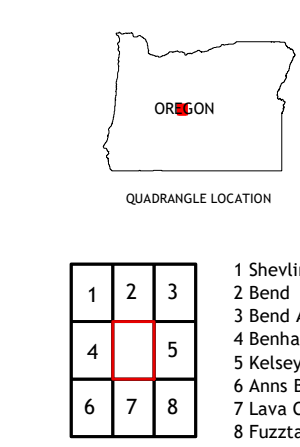 OREGON
QUADRANGLE LOCATION
1 2 3
4 5
6 7 8
1 Shevlin
2 Bend
3 Bend A
4 Benha
5 Kelsey
6 Anns B
7 Lava C
8 Fuzzta